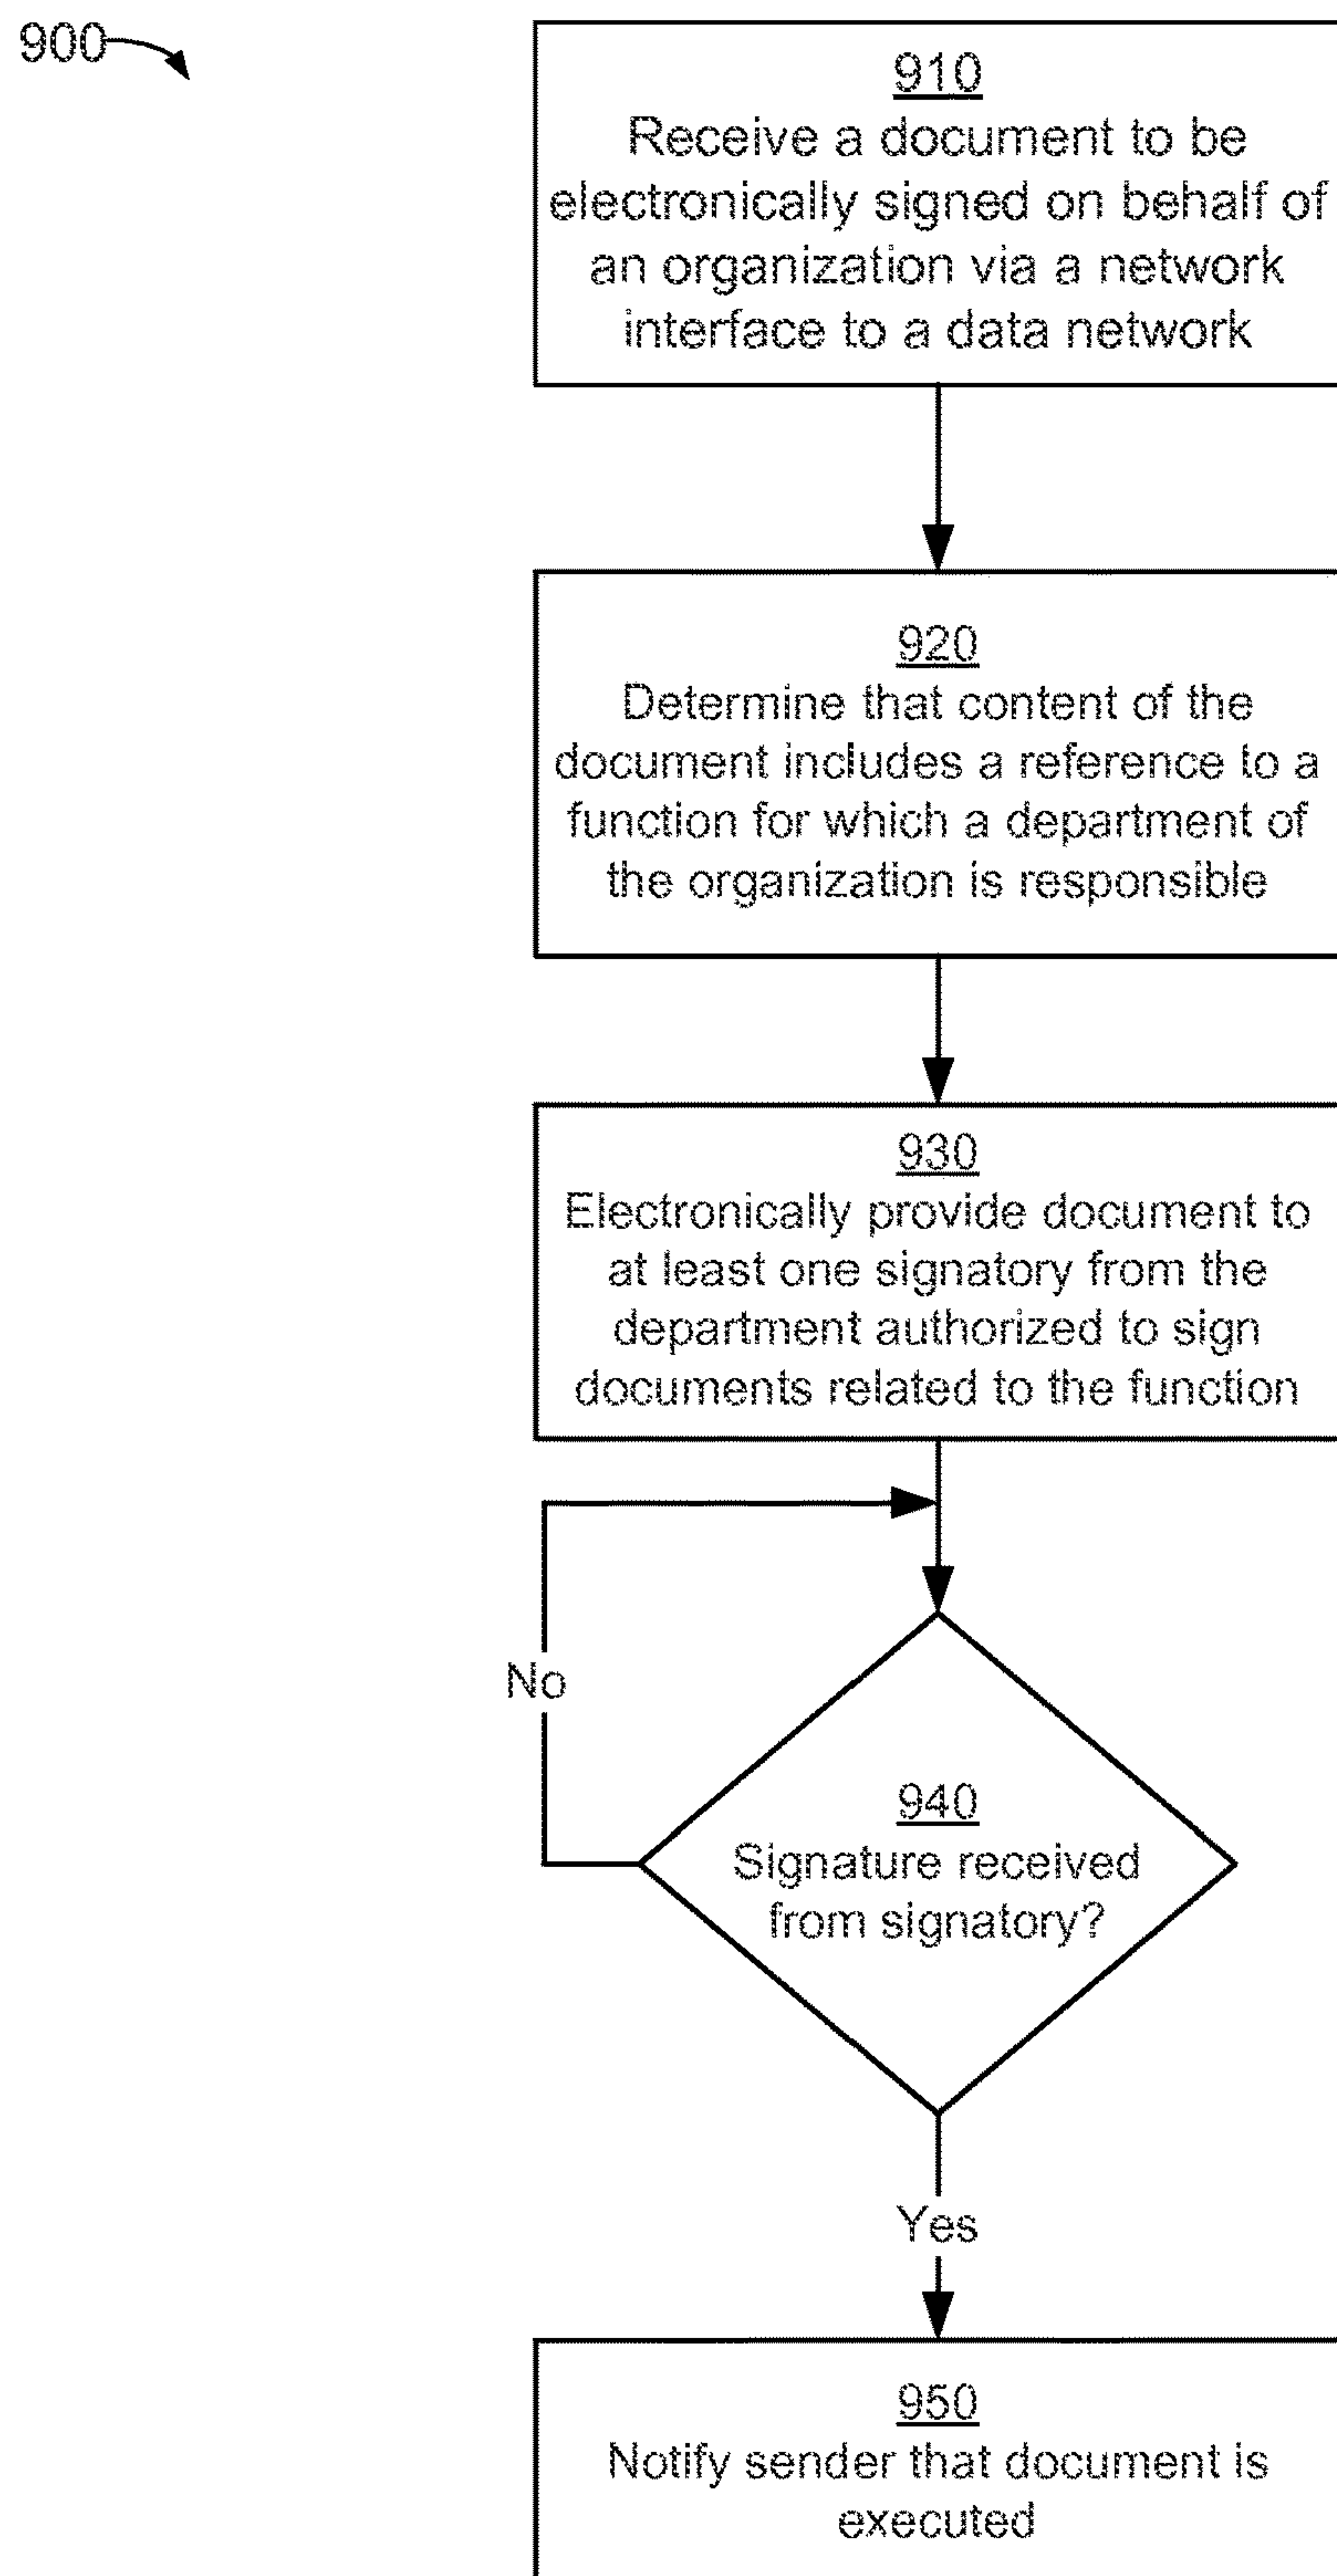 900
910
Receive a document to be
electronically signed on behalf of
an organization via a network
interface to a data network
920
Determine that content of the
document includes a reference to a
function for which a department of
the organization is responsible
930
Electronically provide document to
at least one signatory from the
department authorized to sign
documents related to the function
No
940
Signature received
from signatory?
Yes
950
Notify sender that document is
executed